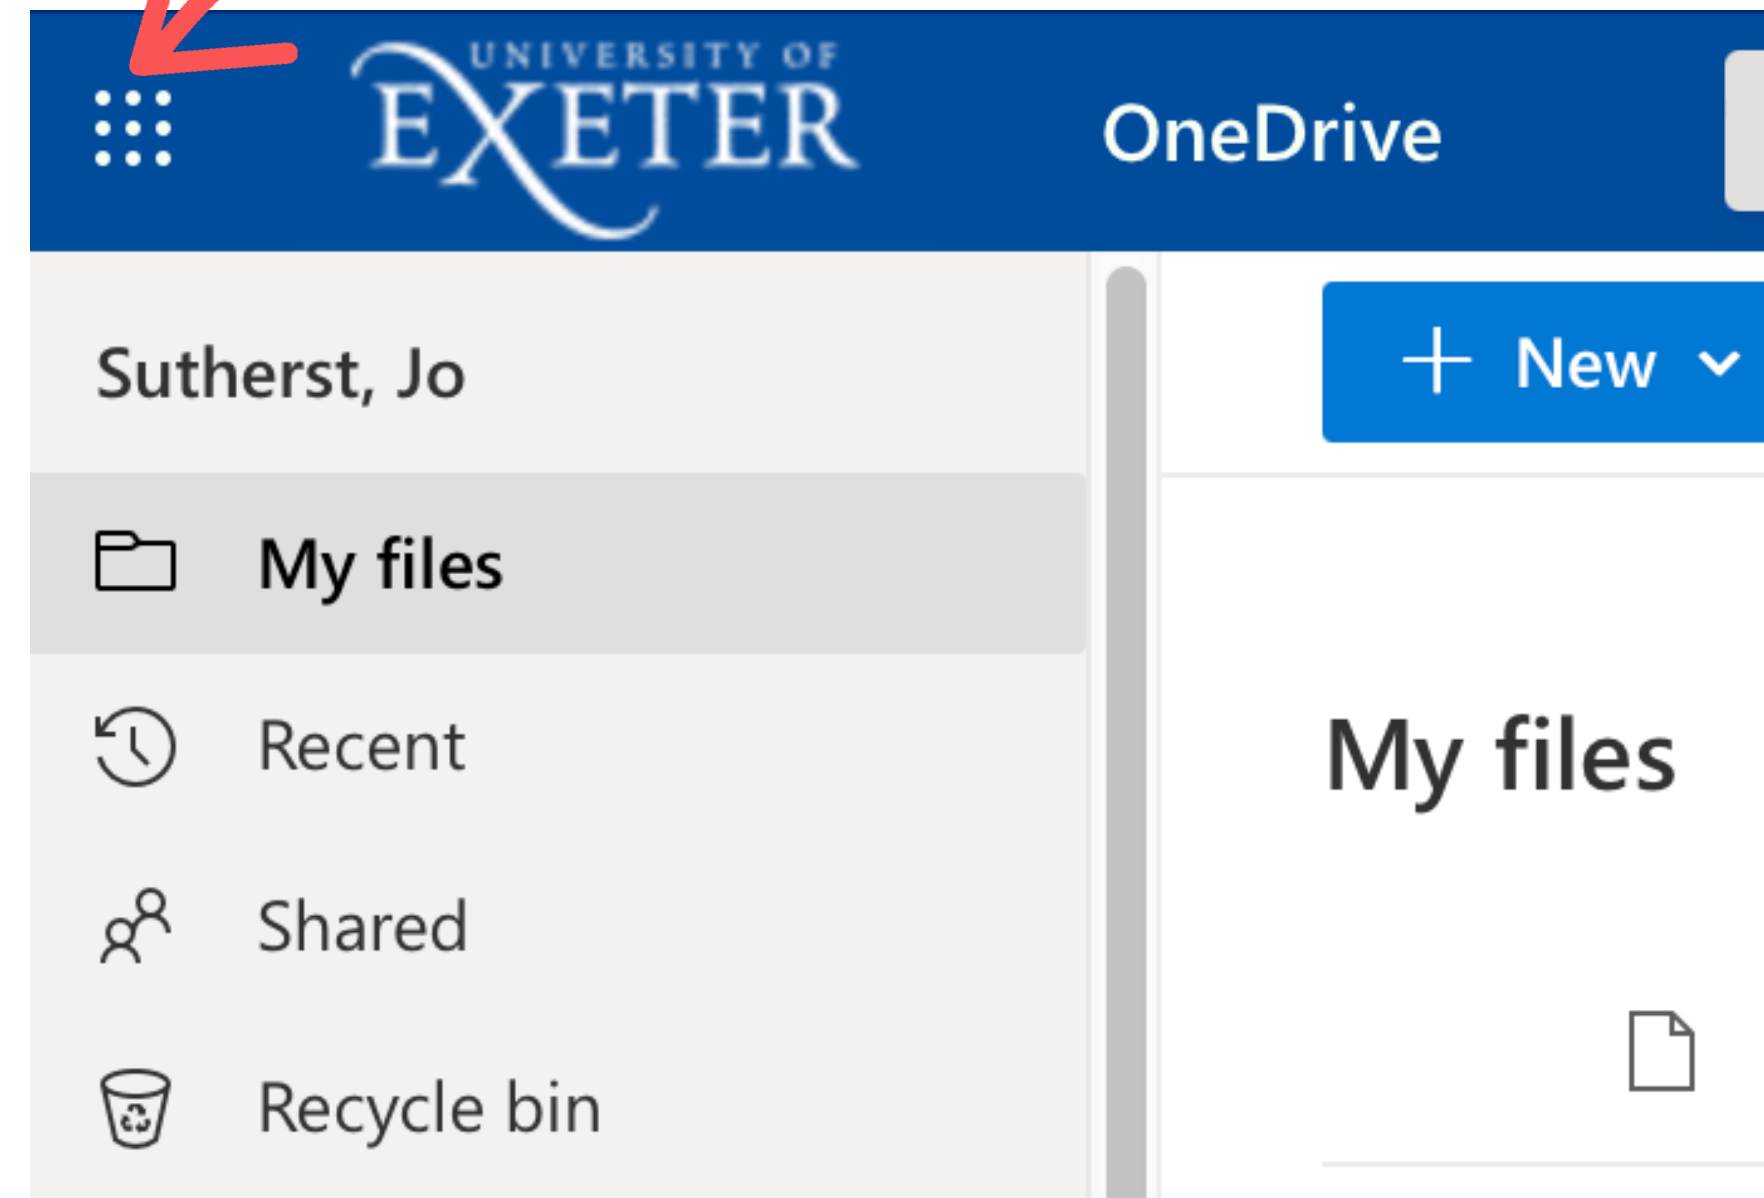 UNIVERSITY OF
EXETER
OneDrive
Sutherst, Jo
New
My files
Recent
My files
Shared
Recycle bin